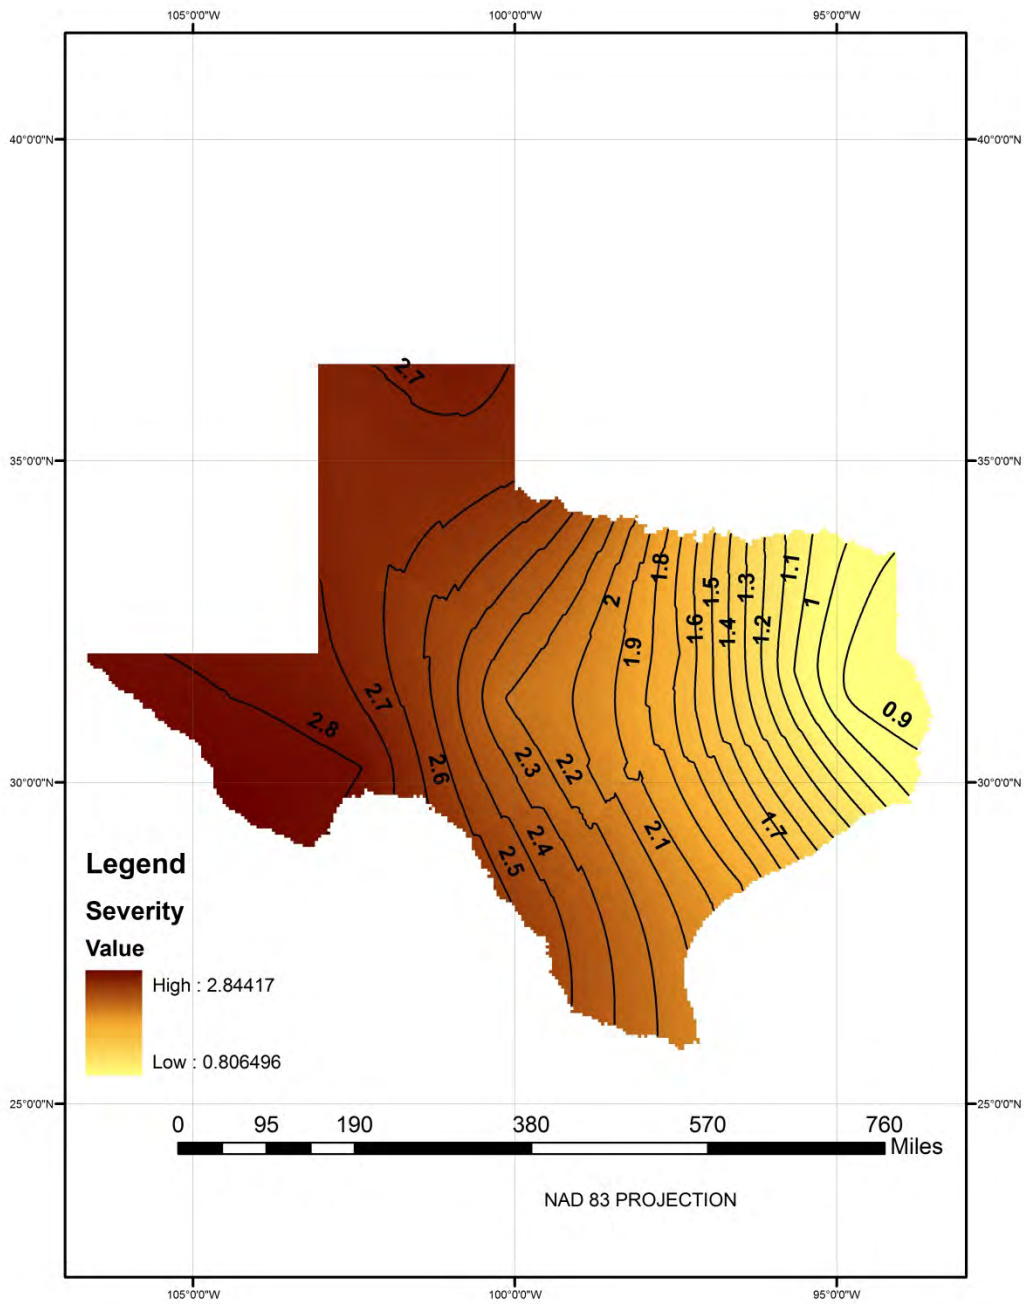 105°0'0"W 100°0'0"W 95°0'0"W
40°0'0"N 40°0'0"N
2.7
35°0'0"N 35°0'0"N
1.8 1.1
1.5 1.3
2 1
1.6 1.4 1.2
1.9
2.7
2.8 0.9
2.6 2.3 2.2
30°0'0"N 30°0'0"N
2.4 2.1 1.7
2.5
Legend
Severity
Value
High : 2.84417
Low : 0.806496
25°0'0"N 25°0'0"N
0 95 190 380 570 760
Miles
NAD 83 PROJECTION
105°0'0"W 100°0'0"W 95°0'0"W